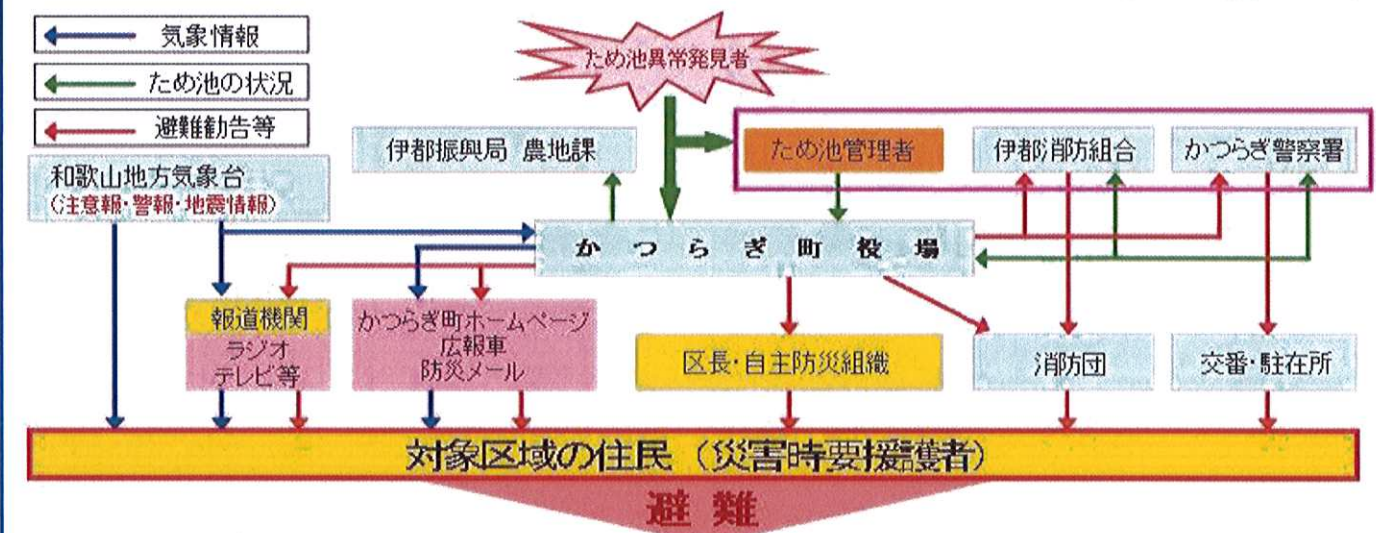 気象情報
ため池の状況
避難勧告等
ため池異常発見者
伊都振興局 農地課
ため池管理者
伊都消防組合
かつらぎ警察署
和歌山地方気象台
(注意報・警報・地震情報)
かつらぎ町役場
報道機関
ラジオ
テレビ等
かつらぎ町ホームページ
広報車
防災メール
区長・自主防災組織
消防団
交番・駐在所
対象区域の住民（災害時要援護者）
避難